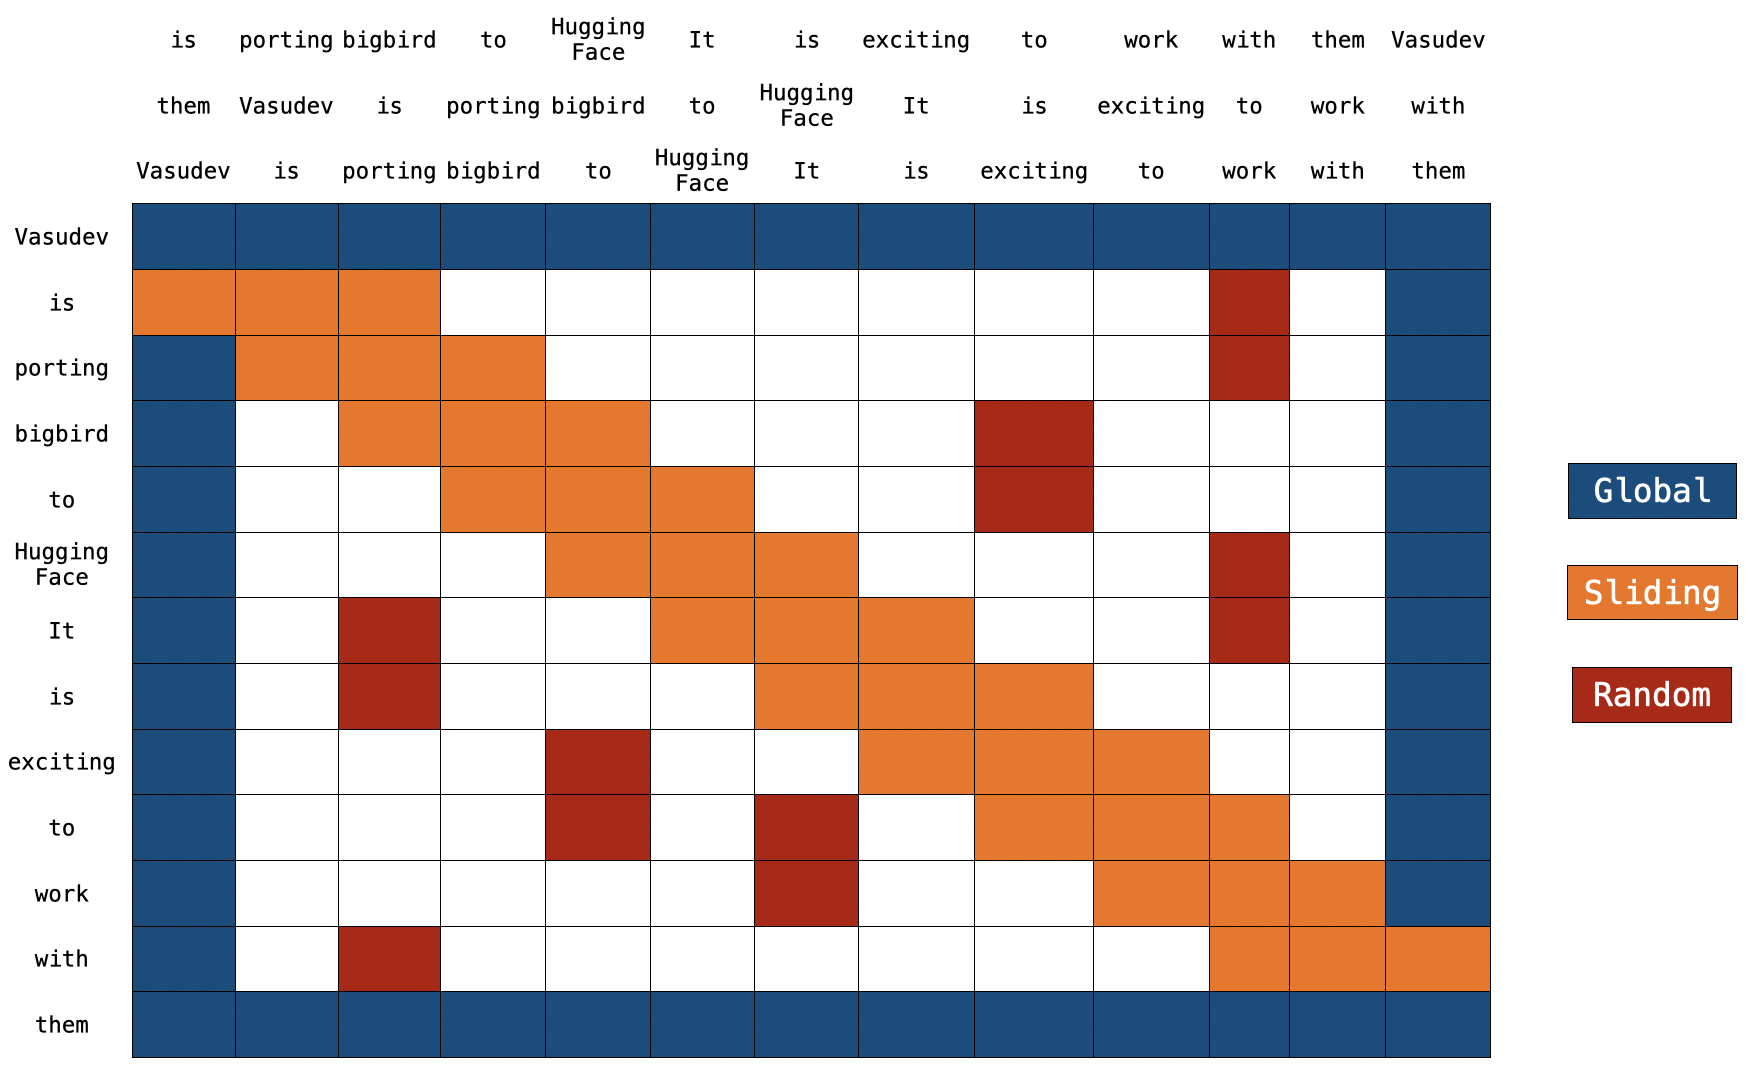 is porting bigbird to Hugging Face It is exciting to work with them Vasudev
them Vasudev is porting bigbird to Hugging Face It is exciting to work with
Vasudev is porting bigbird to Hugging Face It is exciting to work with them
Vasudev
is
porting
bigbird
to
Hugging
Face
It
is
exciting
to
work
with
them
Global
Sliding
Random